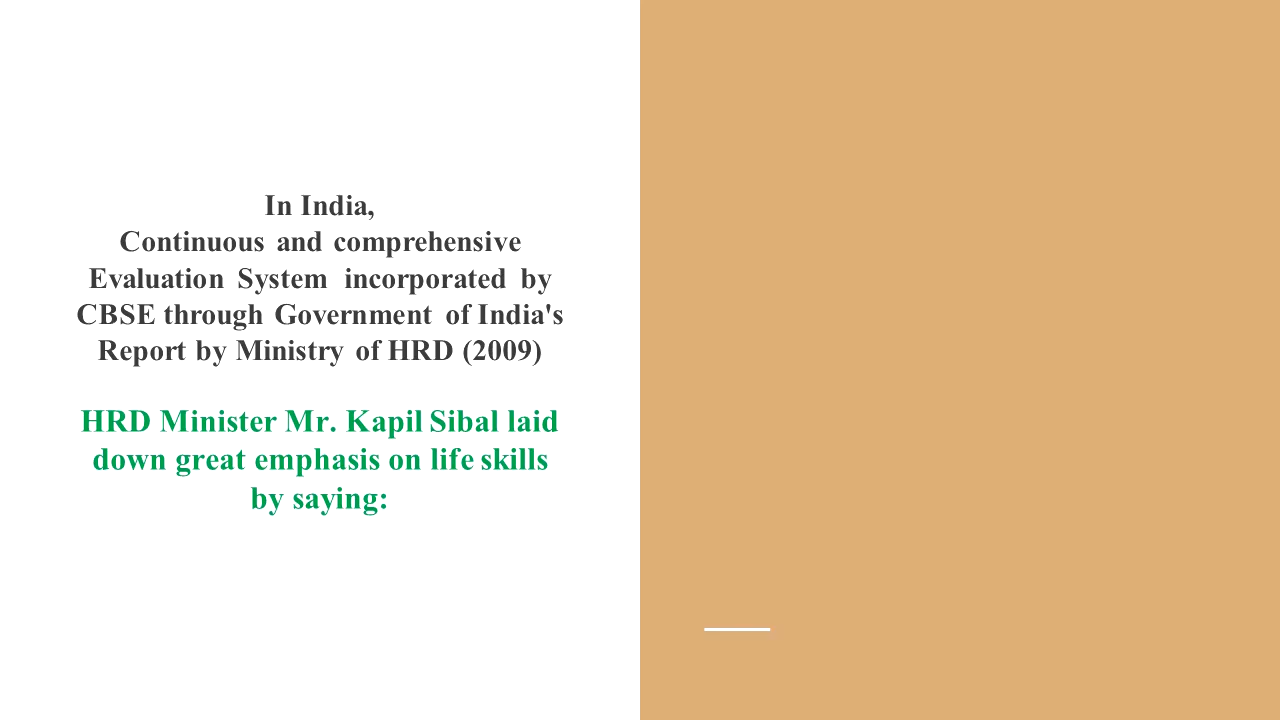 In India,
Continuous and comprehensive
Evaluation System incorporated by
CBSE through Government of India's
Report by Ministry of HRD (2009)
HRD Minister Mr. Kapil Sibal laid
down great emphasis on life skills
by saying: